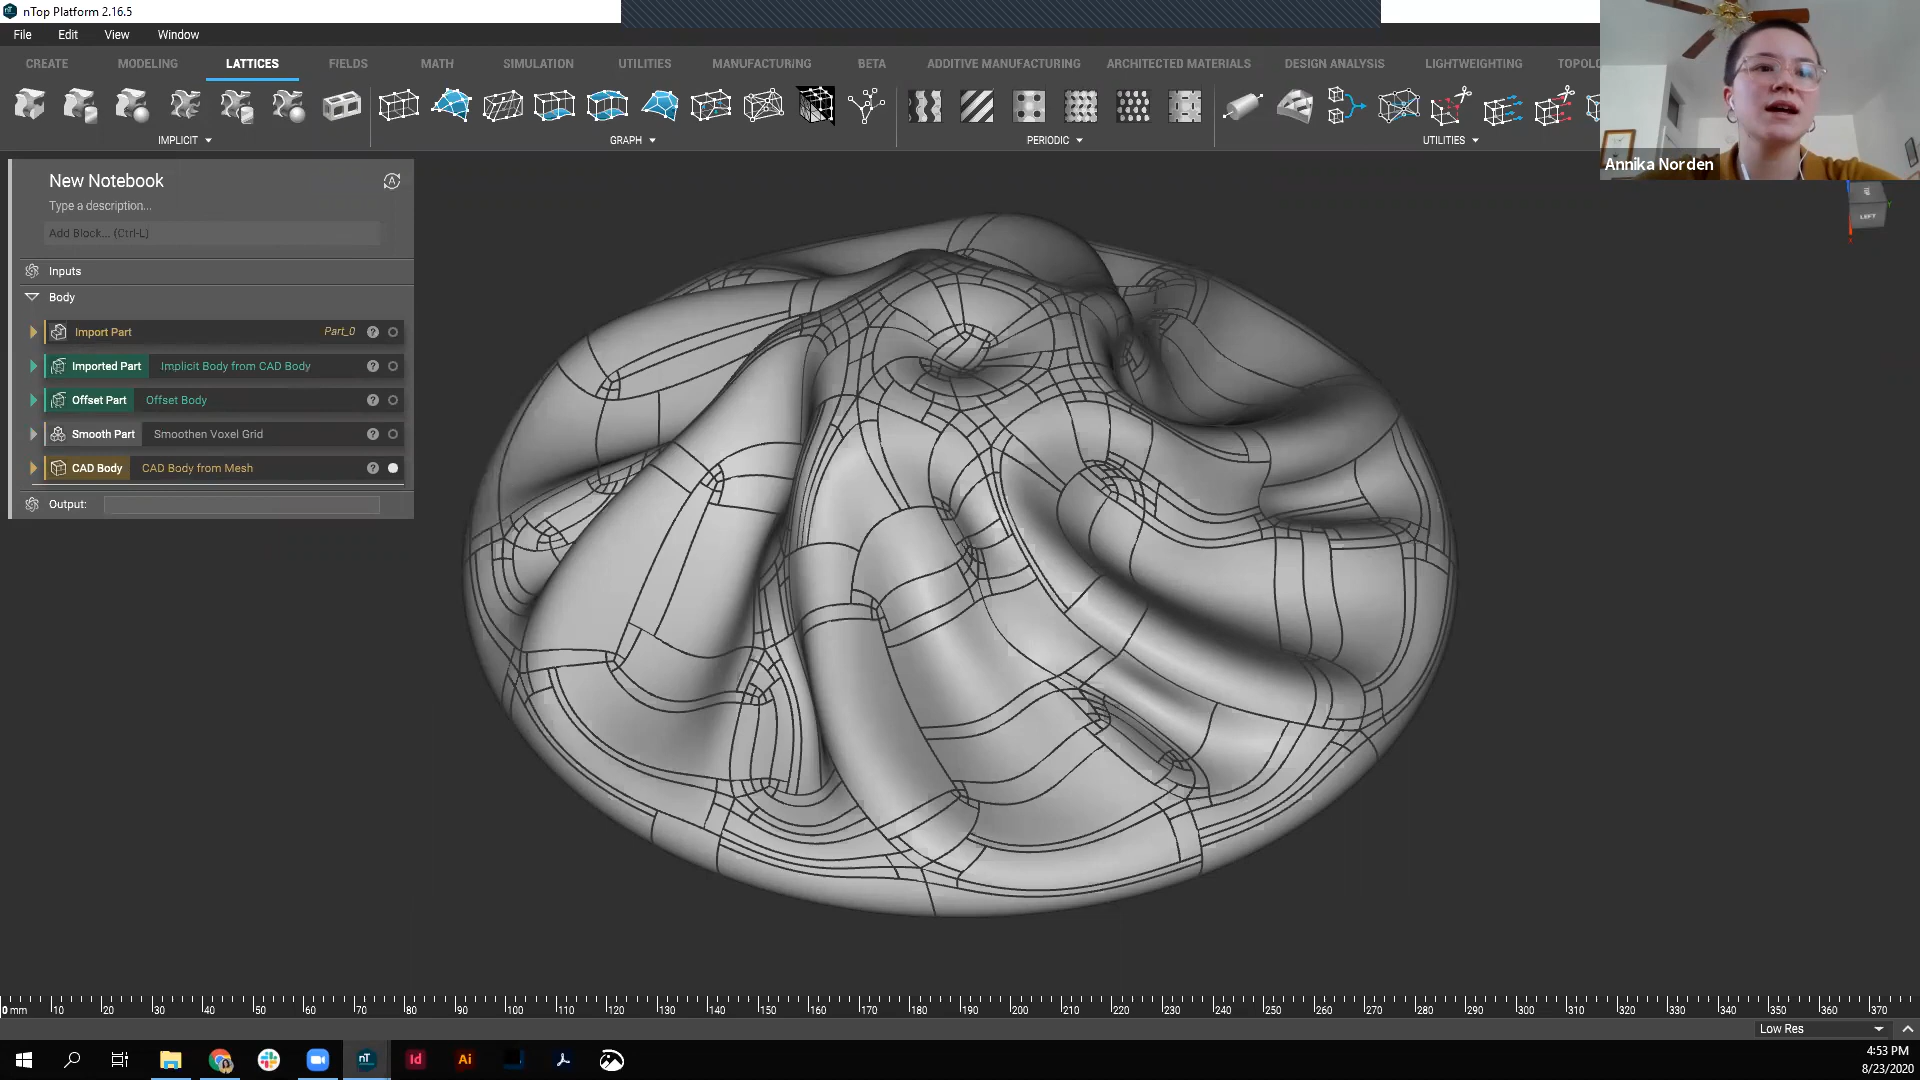 nTop Platform 2.16.5
File Edit View Window
CREATE MODELING LATTICES FIELDS MATH SIMULATION UTILITIES MANUFACTURING BETA ADDITIVE MANUFACTURING ARCHITECTED MATERIALS DESIGN ANALYSIS LIGHTWEIGHTING TOPOL
IMPLICIT GRAPH PERIODIC UTILITIES
Annika Norden
LEFT
New Notebook
Type a description...
Add Block... (Ctrl-L)
Inputs
Body
Import Part Part_0 ?
Imported Part Implicit Body from CAD Body ?
Offset Part Offset Body ?
Smooth Part Smoothen Voxel Grid ?
CAD Body CAD Body from Mesh ?
Output:
0 mm 10 20 30 40 50 60 70 80 90 100 110 120 130 140 150 160 170 180 190 200 210 220 230 240 250 260 270 280 290 300 310 320 330 340 350 360 370
Low Res
nT Id Ai
4:53 PM
8/23/2020